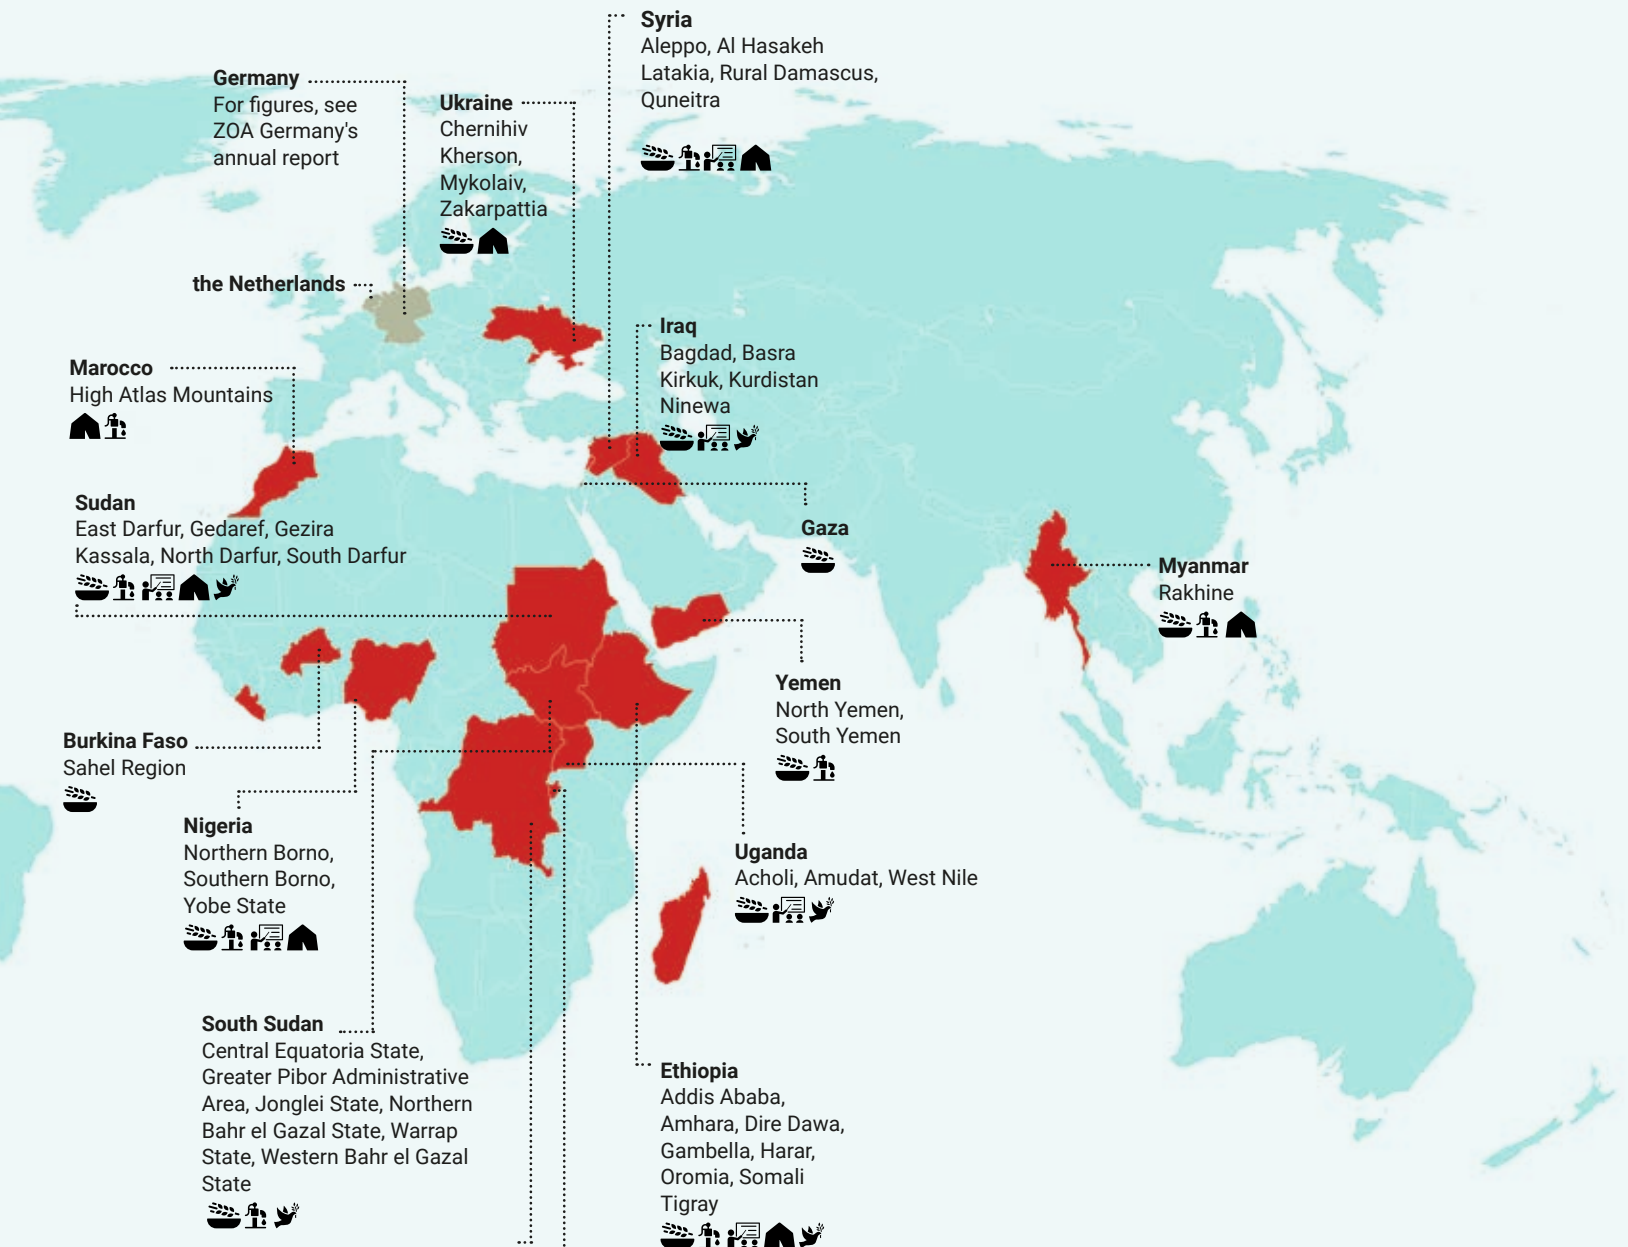 Syria
Aleppo, Al Hasakeh
Latakia, Rural Damascus,
Quneitra
Germany
For figures, see
ZOA Germany's
annual report
Ukraine
Chernihiv
Kherson,
Mykolaiv,
Zakarpattia
the Netherlands
Iraq
Bagdad, Basra
Kirkuk, Kurdistan
Ninewa
Marocco
High Atlas Mountains
Sudan
East Darfur, Gedaref, Gezira
Kassala, North Darfur, South Darfur
Gaza
Myanmar
Rakhine
Yemen
North Yemen,
South Yemen
Burkina Faso
Sahel Region
Nigeria
Northern Borno,
Southern Borno,
Yobe State
Uganda
Acholi, Amudat, West Nile
South Sudan
Central Equatoria State,
Greater Pibor Administrative
Area, Jonglei State, Northern
Bahr el Gazal State, Warrap
State, Western Bahr el Gazal
State
Ethiopia
Addis Ababa,
Amhara, Dire Dawa,
Gambella, Harar,
Oromia, Somali
Tigray